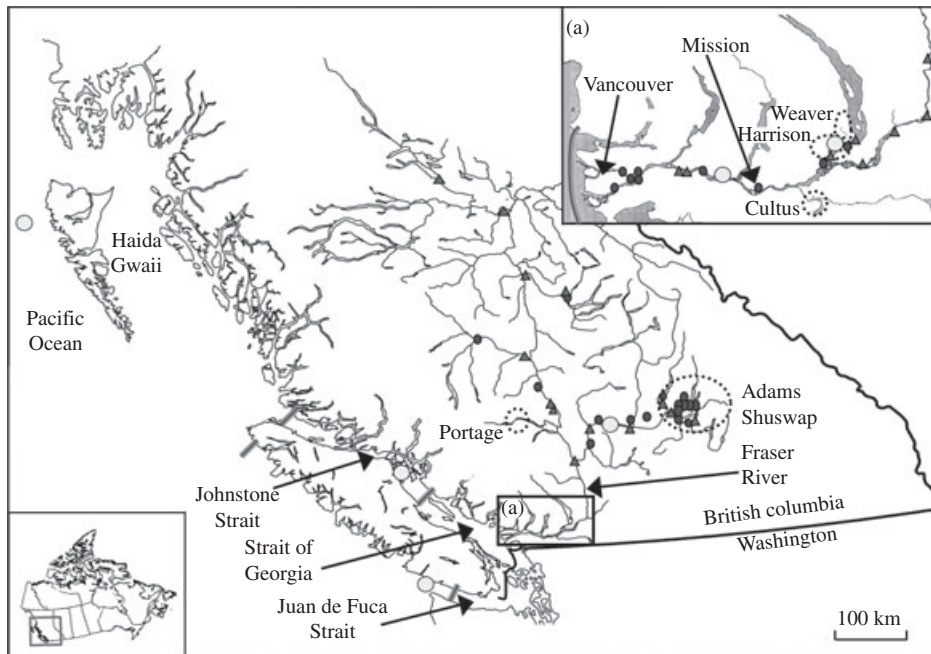 (a)
Mission
Vancouver
Weaver
Harrison
Cultus
Haida
Gwaii
Pacific
Ocean
Adams
Shuswap
Portage
Fraser
River
Johnstone
Strait
(a)
British columbia
Washington
Strait of
Georgia
Juan de Fuca
Strait
100 km